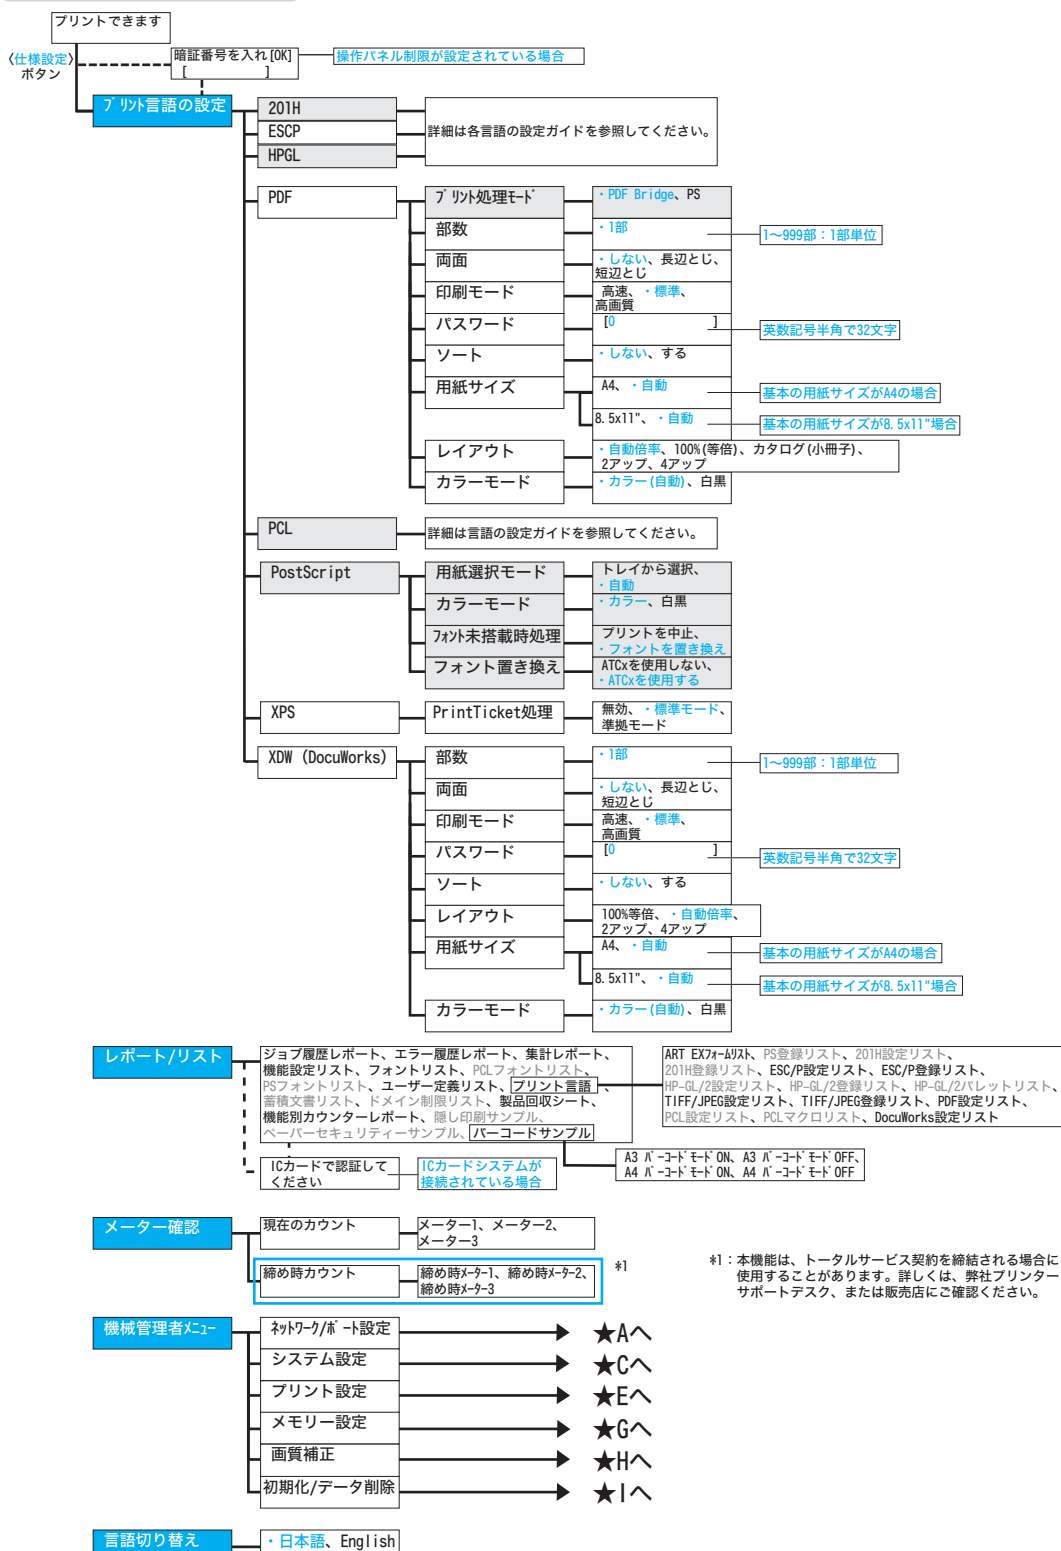 プリントできます
〈仕様設定〉
ボタン
暗証番号を入れ[OK]
[ ]
操作パネル制限が設定されている場合
プリント言語の設定
201H
ESCP
HPGL
詳細は各言語の設定ガイドを参照してください。
PDF
プリント処理モード
・PDF Bridge、PS
部数
・1部
1～999部：1部単位
両面
・しない、長辺とじ、
短辺とじ
印刷モード
高速、・標準、
高画質
パスワード
[0 ]
英数記号半角で32文字
ソート
・しない、する
用紙サイズ
A4、・自動
基本の用紙サイズがA4の場合
8.5x11"、・自動
基本の用紙サイズが8.5x11"場合
レイアウト
・自動倍率、100%(等倍)、カタログ(小冊子)、
2アップ、4アップ
カラーモード
・カラー(自動)、白黒
PCL
詳細は言語の設定ガイドを参照してください。
PostScript
用紙選択モード
トレイから選択、
・自動
カラーモード
・カラー、白黒
フォント未搭載時処理
プリントを中止、
・フォントを置き換え
フォント置き換え
ATCxを使用しない、
・ATCxを使用する
XPS
PrintTicket処理
無効、・標準モード、
準拠モード
XDW (DocuWorks)
部数
・1部
1～999部：1部単位
両面
・しない、長辺とじ、
短辺とじ
印刷モード
高速、・標準、
高画質
パスワード
[0 ]
英数記号半角で32文字
ソート
・しない、する
レイアウト
100%等倍、・自動倍率、
2アップ、4アップ
用紙サイズ
A4、・自動
基本の用紙サイズがA4の場合
8.5x11"、・自動
基本の用紙サイズが8.5x11"場合
カラーモード
・カラー(自動)、白黒
レポート/リスト
ジョブ履歴レポート、エラー履歴レポート、集計レポート、
機能設定リスト、フォントリスト、PCLフォントリスト、
PSフォントリスト、ユーザー定義リスト、プリント言語、
蓄積文書リスト、ドメイン制限リスト、製品回収シート、
機能別カウンターレポート、隠し印刷サンプル、
ペーパーセキュリティーサンプル、バーコードサンプル
ART EXフォームリスト、PS登録リスト、201H設定リスト、
201H登録リスト、ESC/P設定リスト、ESC/P登録リスト、
HP-GL/2設定リスト、HP-GL/2登録リスト、HP-GL/2パレットリスト、
TIFF/JPEG設定リスト、TIFF/JPEG登録リスト、PDF設定リスト、
PCL設定リスト、PCLマクロリスト、DocuWorks設定リスト
A3 バーコードモードON、A3 バーコードモードOFF、
A4 バーコードモードON、A4 バーコードモードOFF
ICカードで認証して
ください
ICカードシステムが
接続されている場合
メーター確認
現在のカウント
メーター1、メーター2、
メーター3
締め時カウント
締め時メーター1、締め時メーター2、
締め時メーター3
*1
*1：本機能は、トータルサービス契約を締結される場合に
使用することがあります。詳しくは、弊社プリンター
サポートデスク、または販売店にご確認ください。
機械管理者メニュー
ネットワーク/ポート設定
★Aへ
システム設定
★Cへ
プリント設定
★Eへ
メモリー設定
★Gへ
画質補正
★Hへ
初期化/データ削除
★Iへ
言語切り替え
・日本語、English